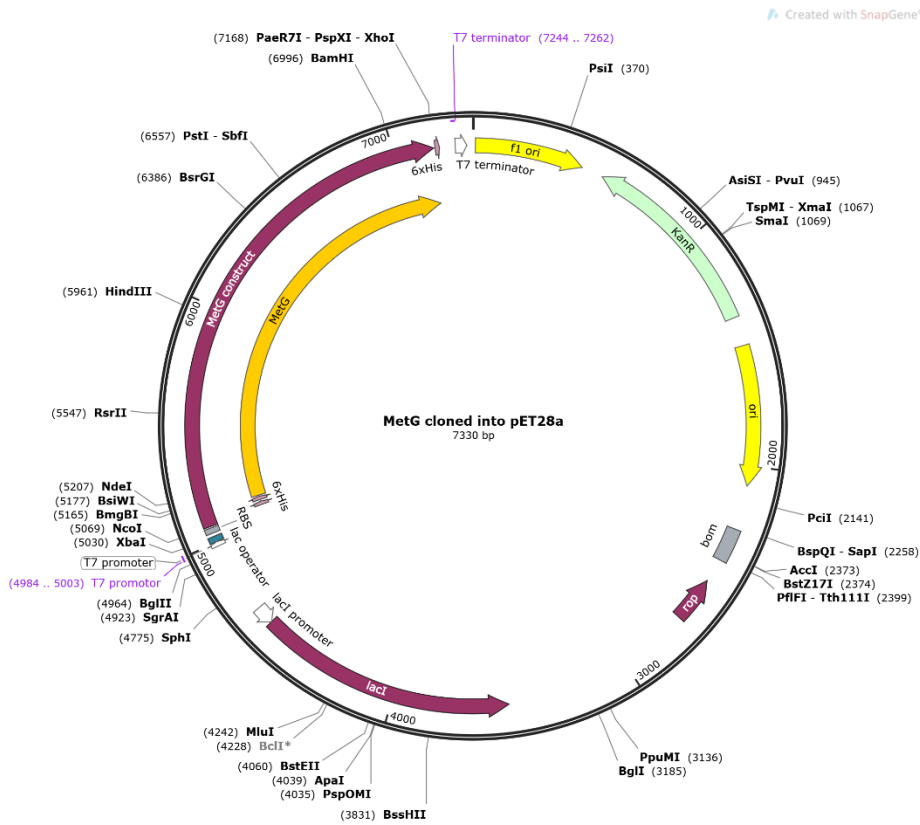 Created with SnapGene®
(7168) PaeR7I - PspXI - XhoI
T7 terminator (7244 .. 7262)
(6996) BamHI
PsiI (370)
(6557) PstI - SbfI
(6386) BsrGI
(5961) HindIII
(5547) RsrII
(5207) NdeI
(5177) BsiWI
(5165) BmgBI
(5069) NcoI
(5030) XbaI
T7 promoter
(4984 .. 5003) T7 promotor
(4964) BglII
(4923) SgrAI
(4775) SphI
(4242) MluI
(4228) BclI*
(4060) BstEII
(4039) ApaI
(4035) PspOMI
(3831) BssHII
AsiSI - PvuI (945)
TspMI - XmaI (1067)
SmaI (1069)
PciI (2141)
BspQI - SapI (2258)
AccI (2373)
BstZ17I (2374)
PflFI - Tth111I (2399)
PpuMI (3136)
BglI (3185)
7000
6xHis
T7 terminator
f1 ori
KanR
1000
ori
2000
bom
rop
3000
4000
lacI
lacI promoter
lac operator
RBS
6xHis
5000
6000
MetG construct
MetG
MetG cloned into pET28a
7330 bp